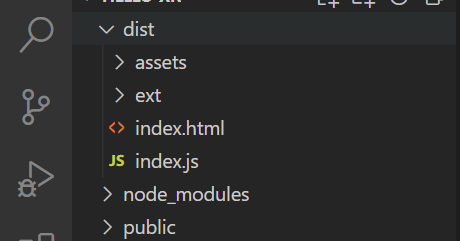 dist
assets
ext
index.html
JS index.js
node_modules
public